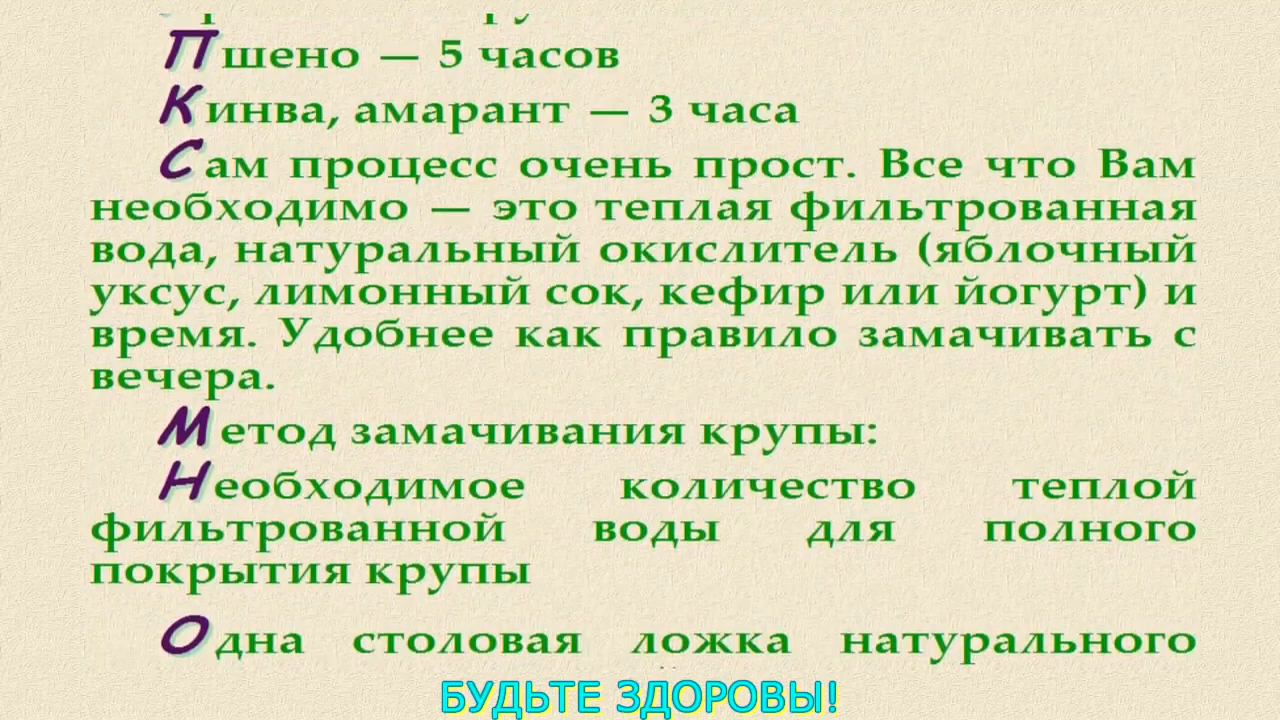 Пшено — 5 часов
Кинва, амарант — 3 часа
Сам процесс очень прост. Все что Вам
необходимо — это теплая фильтрованная
вода, натуральный окислитель (яблочный
уксус, лимонный сок, кефир или йогурт) и
время. Удобнее как правило замачивать с
вечера.
Метод замачивания крупы:
Необходимое количество теплой
фильтрованной воды для полного
покрытия крупы
Одна столовая ложка натурального
БУДЬТЕ ЗДОРОВЫ!